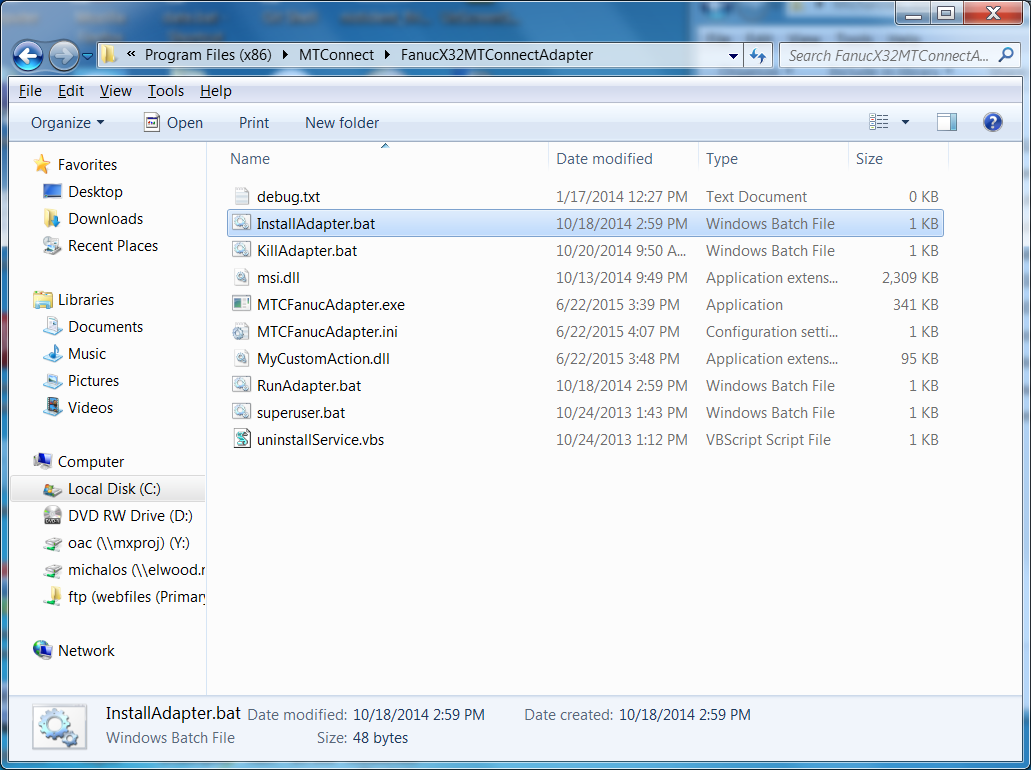 « Program Files (x86) MTConnect FanucX32MTConnectAdapter Search FanucX32MTConnectA...
File Edit View Tools Help
Organize Open Print New folder
Name Date modified Type Size
Favorites
Desktop
Downloads
Recent Places
Libraries
Documents
Music
Pictures
Videos
Computer
Local Disk (C:)
DVD RW Drive (D:)
oac (\\mxproj) (Y:)
michalos (\\elwood.r
ftp (webfiles (Primary
Network
debug.txt 1/17/2014 12:27 PM Text Document 0 KB
InstallAdapter.bat 10/18/2014 2:59 PM Windows Batch File 1 KB
KillAdapter.bat 10/20/2014 9:50 A... Windows Batch File 1 KB
msi.dll 10/13/2014 9:49 PM Application extens... 2,309 KB
MTCFanucAdapter.exe 6/22/2015 3:39 PM Application 341 KB
MTCFanucAdapter.ini 6/22/2015 4:07 PM Configuration setti... 1 KB
MyCustomAction.dll 6/22/2015 3:48 PM Application extens... 95 KB
RunAdapter.bat 10/18/2014 2:59 PM Windows Batch File 1 KB
superuser.bat 10/24/2013 1:43 PM Windows Batch File 1 KB
uninstallService.vbs 10/24/2013 1:12 PM VBScript Script File 1 KB
InstallAdapter.bat Date modified: 10/18/2014 2:59 PM Date created: 10/18/2014 2:59 PM
Windows Batch File Size: 48 bytes